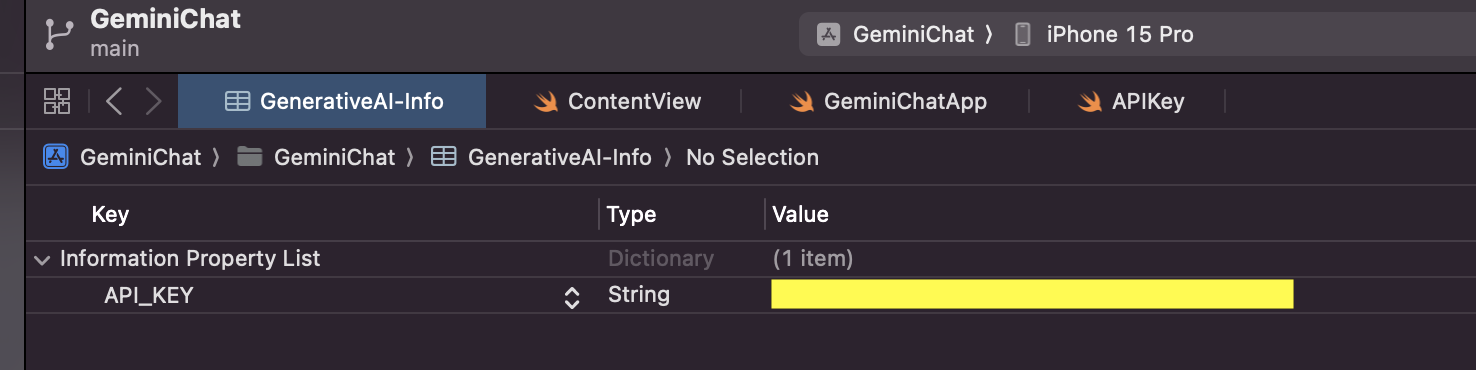 GeminiChat
main
GeminiChat 〉 iPhone 15 Pro
GenerativeAI-Info ContentView GeminiChatApp APIKey
GeminiChat 〉 GeminiChat 〉 GenerativeAI-Info 〉 No Selection
Key Type Value
Information Property List Dictionary (1 item)
API_KEY String